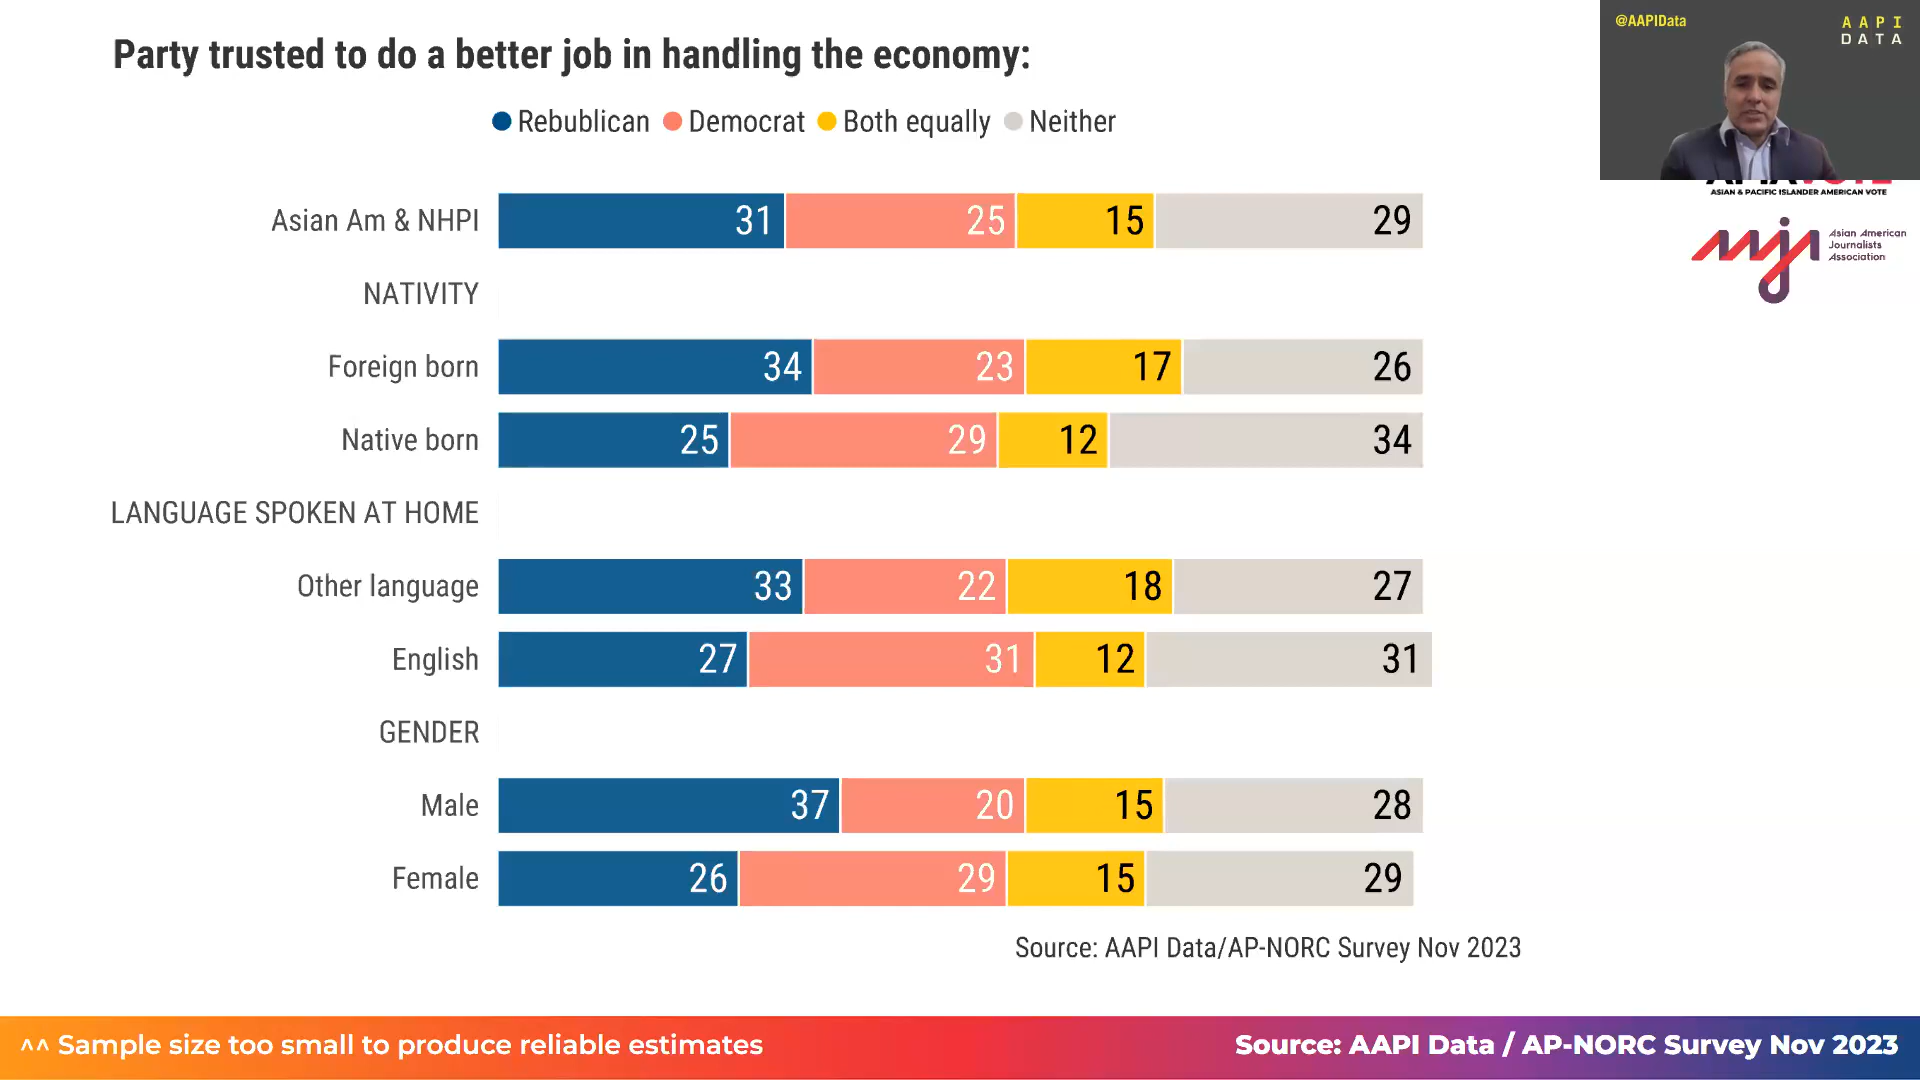 Party trusted to do a better job in handling the economy:
Rebublican Democrat Both equally Neither
Asian Am & NHPI 31 25 15 29
NATIVITY
Foreign born 34 23 17 26
Native born 25 29 12 34
LANGUAGE SPOKEN AT HOME
Other language 33 22 18 27
English 27 31 12 31
GENDER
Male 37 20 15 28
Female 26 29 15 29
Source: AAPI Data/AP-NORC Survey Nov 2023
^^ Sample size too small to produce reliable estimates
Source: AAPI Data / AP-NORC Survey Nov 2023
@AAPIData
AAPI
DATA
ASIAN & PACIFIC ISLANDER AMERICAN VOTE
Asian American
Journalists
Association